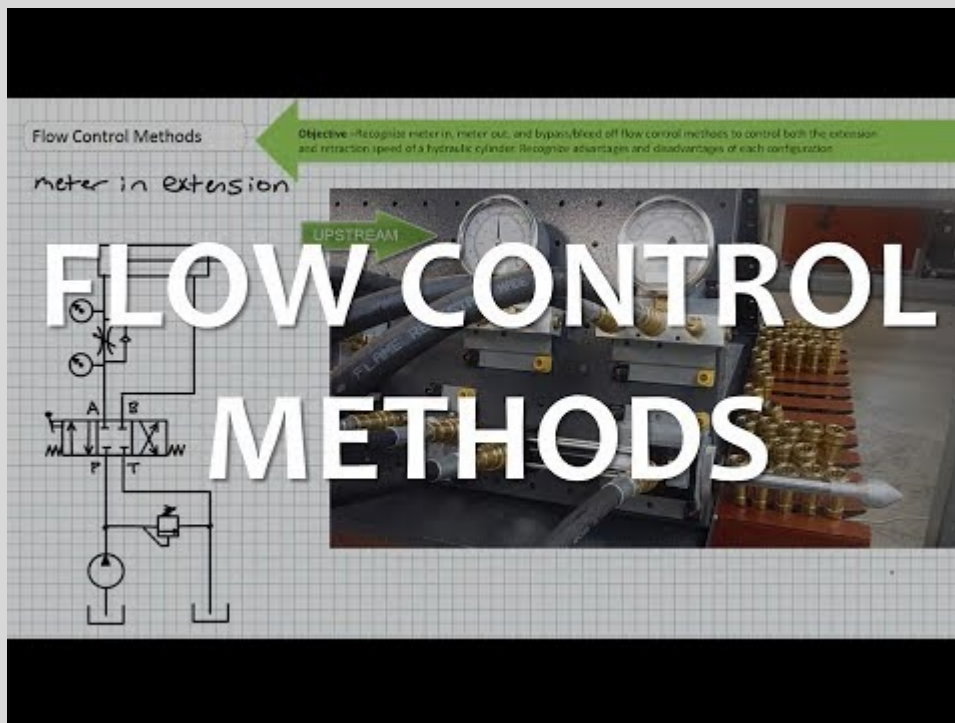 Flow Control Methods
Objective - Recognize meter in, meter out, and bypass/bleed off flow control methods to control both the extension
and retraction speed of a hydraulic cylinder. Recognize advantages and disadvantages of each configuration
meter in extension
UPSTREAM
FLOW CONTROL
METHODS
A B
P T